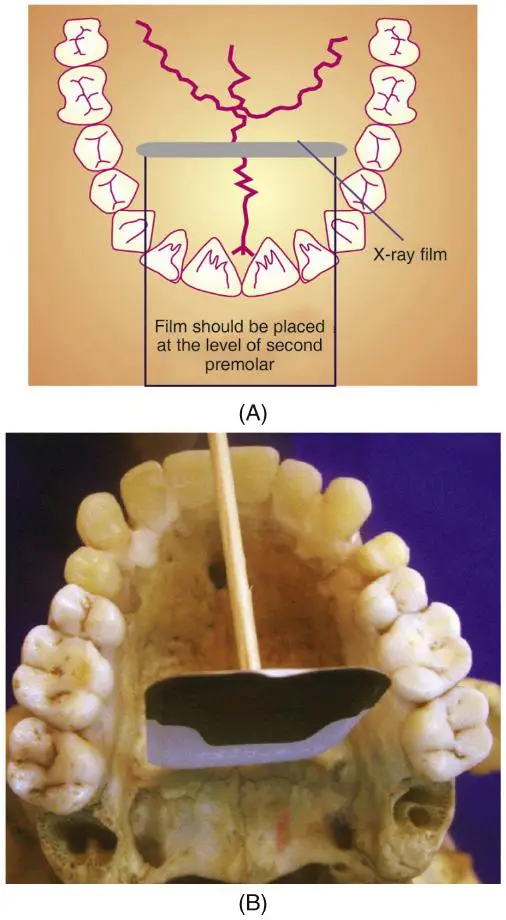 X-ray film
Film should be placed
at the level of second
premolar
(A)
(B)